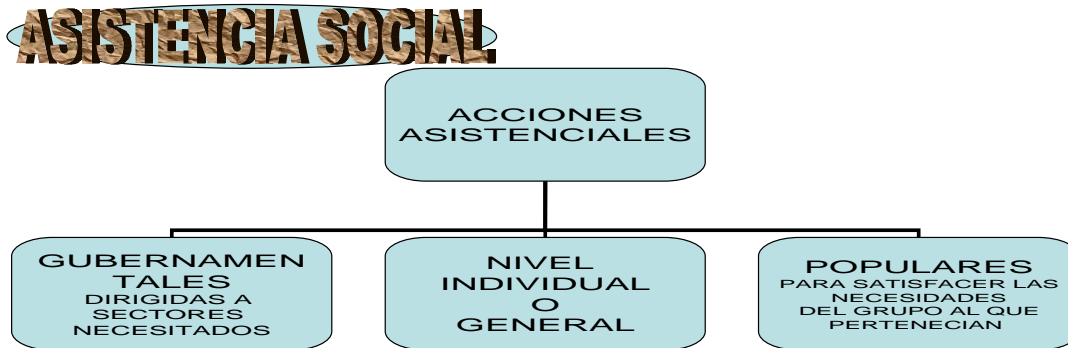 ASISTENCIA SOCIAL
ACCIONES
ASISTENCIALES
GUBERNAMEN
TALES
DIRIGIDAS A
SECTORES
NECESITADOS
NIVEL
INDIVIDUAL
O
GENERAL
POPULARES
PARA SATISFACER LAS
NECESIDADES
DEL GRUPO AL QUE
PERTENECIAN